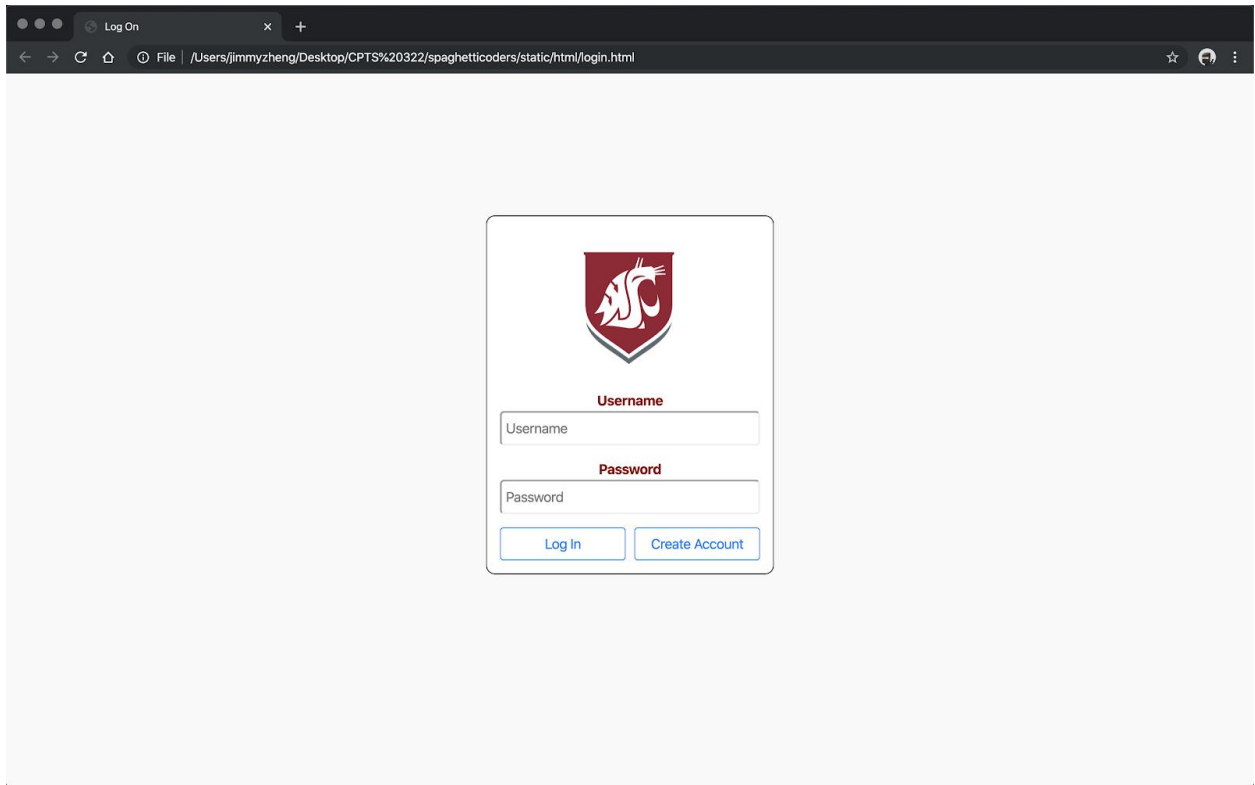 Log On
File /Users/jimmyzheng/Desktop/CPTS%20322/spaghetticoders/static/html/login.html
WSC
Username
Username
Password
Password
Log In Create Account